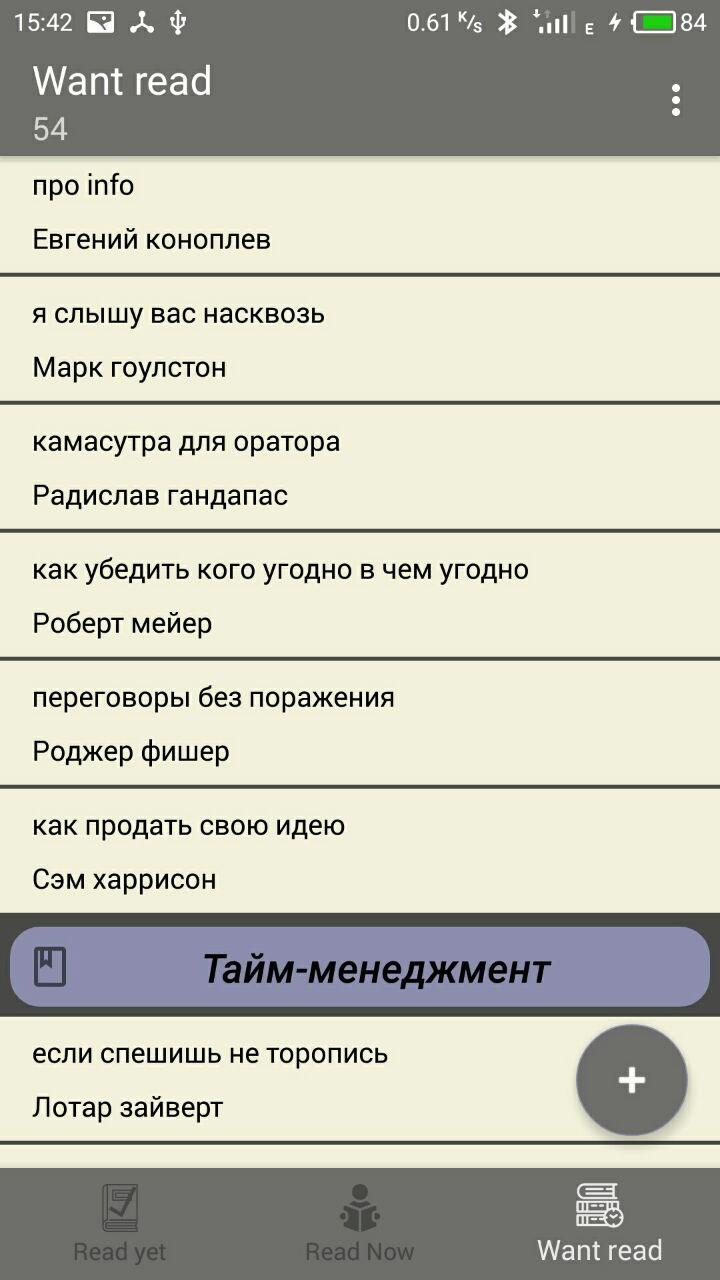 15:42 0.61 K/s E 84
Want read
54
про info
Евгений коноплев
я слышу вас насквозь
Марк гоулстон
камасутра для оратора
Радислав гандапас
как убедить кого угодно в чем угодно
Роберт мейер
переговоры без поражения
Роджер фишер
как продать свою идею
Сэм харрисон
Тайм-менеджмент
если спешишь не торопись
Лотар зайверт
+
Read yet
Read Now
Want read